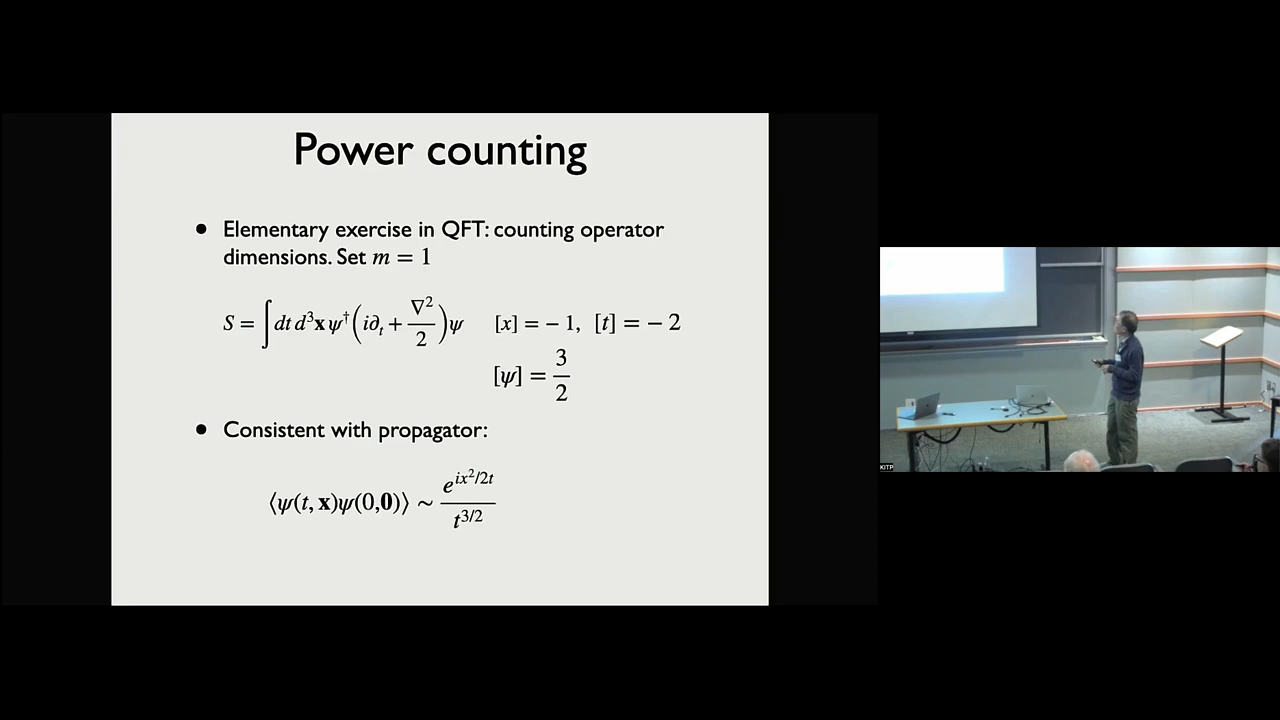 Power counting
• Elementary exercise in QFT: counting operator
dimensions. Set m = 1
S = ∫ dt d³x ψ† ( i∂ₜ + ∇²/2 ) ψ [x] = − 1, [t] = − 2
[ψ] = 3/2
• Consistent with propagator:
⟨ψ(t, x)ψ(0,0)⟩ ~ e^{ix²/2t} / t^{3/2}
KITP